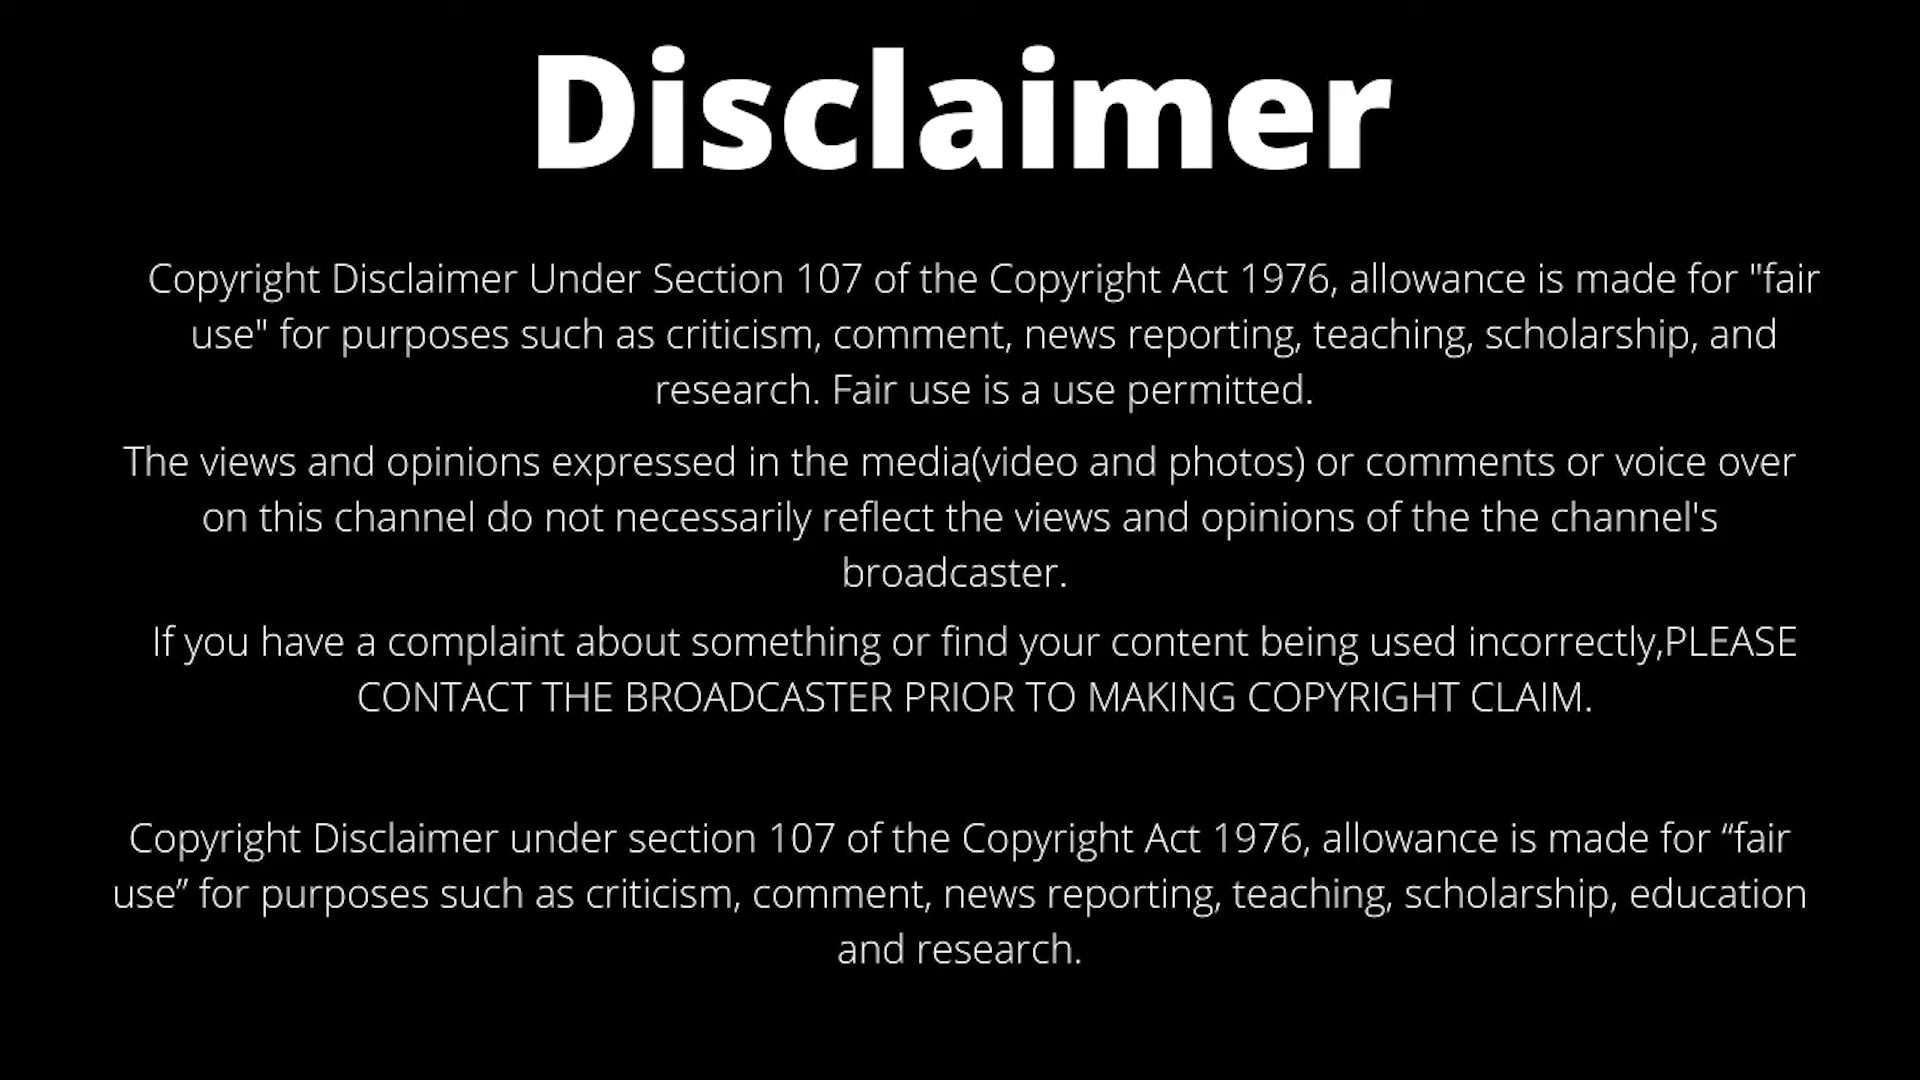 Disclaimer
Copyright Disclaimer Under Section 107 of the Copyright Act 1976, allowance is made for "fair
use" for purposes such as criticism, comment, news reporting, teaching, scholarship, and
research. Fair use is a use permitted.
The views and opinions expressed in the media(video and photos) or comments or voice over
on this channel do not necessarily reflect the views and opinions of the the channel's
broadcaster.
If you have a complaint about something or find your content being used incorrectly,PLEASE
CONTACT THE BROADCASTER PRIOR TO MAKING COPYRIGHT CLAIM.
Copyright Disclaimer under section 107 of the Copyright Act 1976, allowance is made for “fair
use” for purposes such as criticism, comment, news reporting, teaching, scholarship, education
and research.